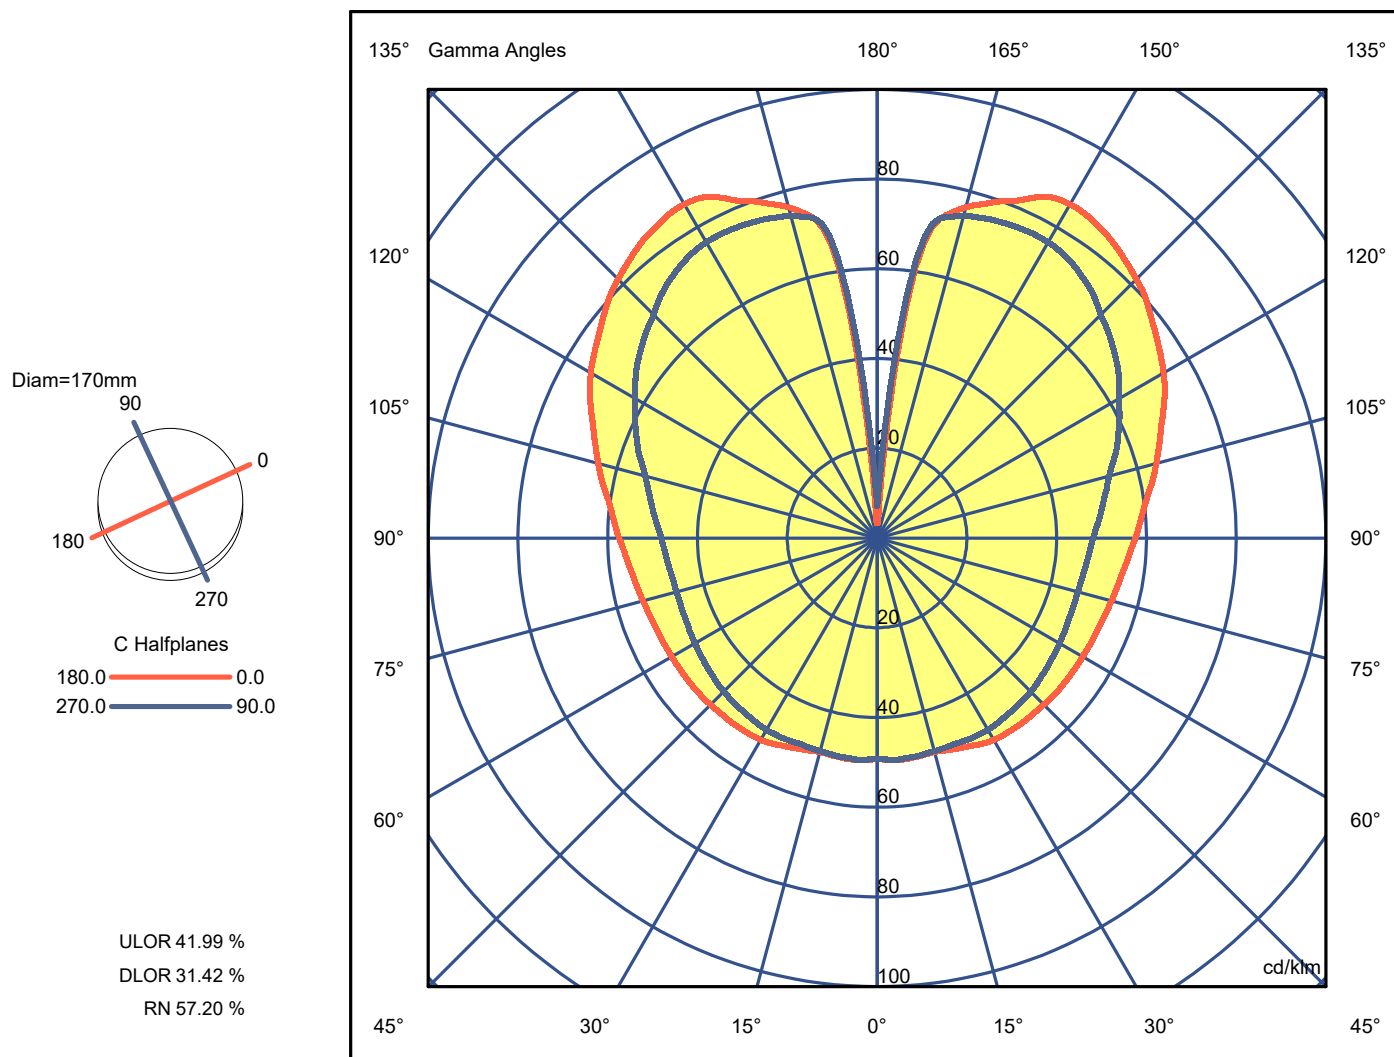 135° Gamma Angles 180° 165° 150° 135°
80
120° 60 120°
40
Diam=170mm
90
105° 105°
20
0
180
90° 90°
270
20
C Halfplanes
180.0 0.0
75° 75°
270.0 90.0
40
60
60° 60°
80
ULOR 41.99 %
DLOR 31.42 %
100 cd/klm
RN 57.20 %
45° 30° 15° 0° 15° 30° 45°